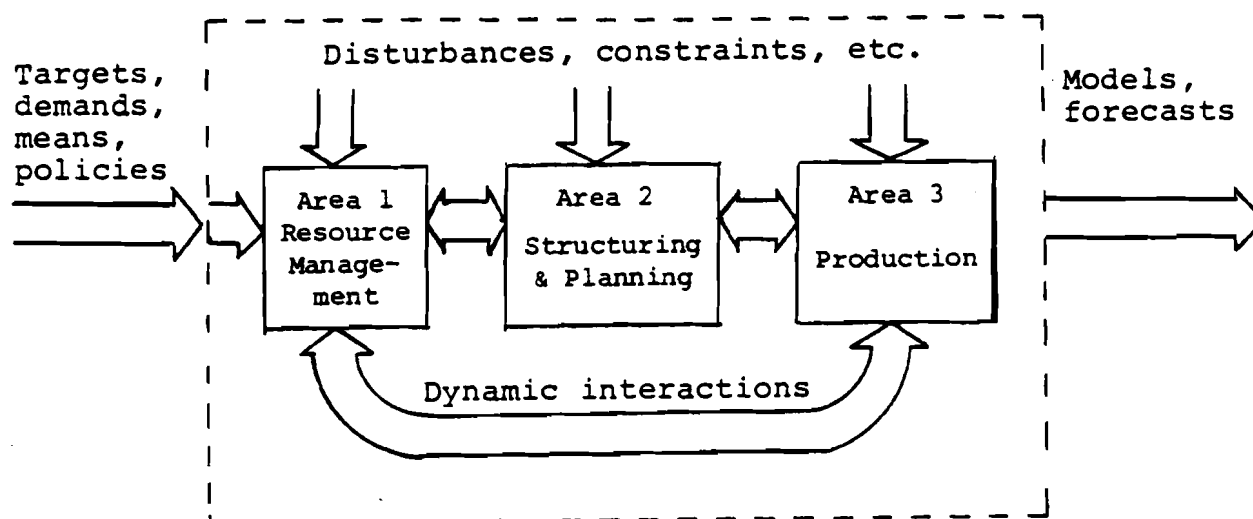 Disturbances, constraints, etc.
Targets,
demands,
means,
policies
Models,
forecasts
Area 1
Resource
Manage-
ment
Area 2
Structuring
& Planning
Area 3
Production
Dynamic interactions